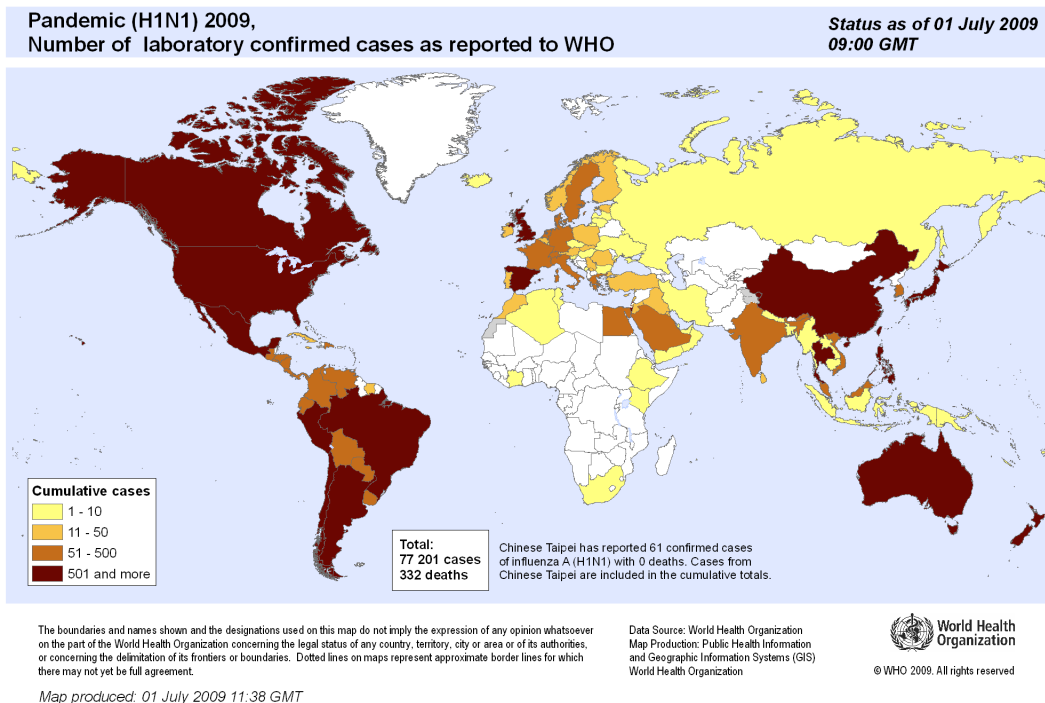 Pandemic (H1N1) 2009,
Number of laboratory confirmed cases as reported to WHO
Status as of 01 July 2009
09:00 GMT
Cumulative cases
1 - 10
11 - 50
51 - 500
501 and more
Total:
77 201 cases
332 deaths
Chinese Taipei has reported 61 confirmed cases
of influenza A (H1N1) with 0 deaths. Cases from
Chinese Taipei are included in the cumulative totals.
The boundaries and names shown and the designations used on this map do not imply the expression of any opinion whatsoever
on the part of the World Health Organization concerning the legal status of any country, territory, city or area or of its authorities,
or concerning the delimitation of its frontiers or boundaries. Dotted lines on maps represent approximate border lines for which
there may not yet be full agreement.
Data Source: World Health Organization
Map Production: Public Health Information
and Geographic Information Systems (GIS)
World Health Organization
World Health
Organization
© WHO 2009. All rights reserved
Map produced: 01 July 2009 11:38 GMT